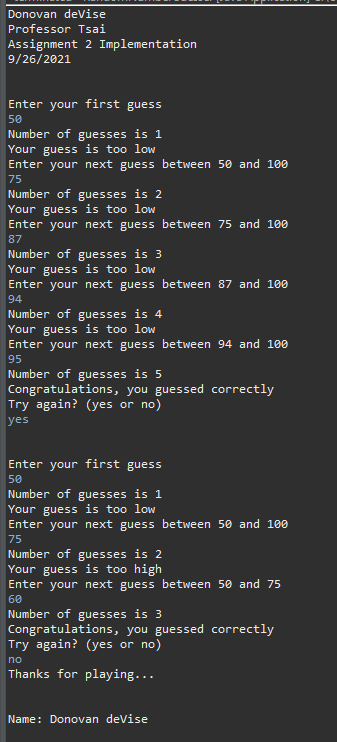 Donovan deVise
Professor Tsai
Assignment 2 Implementation
9/26/2021
Enter your first guess
50
Number of guesses is 1
Your guess is too low
Enter your next guess between 50 and 100
75
Number of guesses is 2
Your guess is too low
Enter your next guess between 75 and 100
87
Number of guesses is 3
Your guess is too low
Enter your next guess between 87 and 100
94
Number of guesses is 4
Your guess is too low
Enter your next guess between 94 and 100
95
Number of guesses is 5
Congratulations, you guessed correctly
Try again? (yes or no)
yes
Enter your first guess
50
Number of guesses is 1
Your guess is too low
Enter your next guess between 50 and 100
75
Number of guesses is 2
Your guess is too high
Enter your next guess between 50 and 75
60
Number of guesses is 3
Congratulations, you guessed correctly
Try again? (yes or no)
no
Thanks for playing...
Name: Donovan deVise